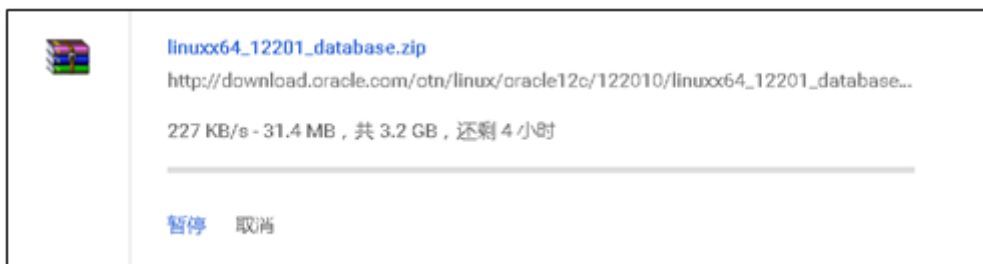 linuxx64_12201_database.zip
http://download.oracle.com/otn/linux/oracle12c/122010/linuxx64_12201_database...
227 KB/s - 31.4 MB，共 3.2 GB，还剩 4 小时
暂停 取消